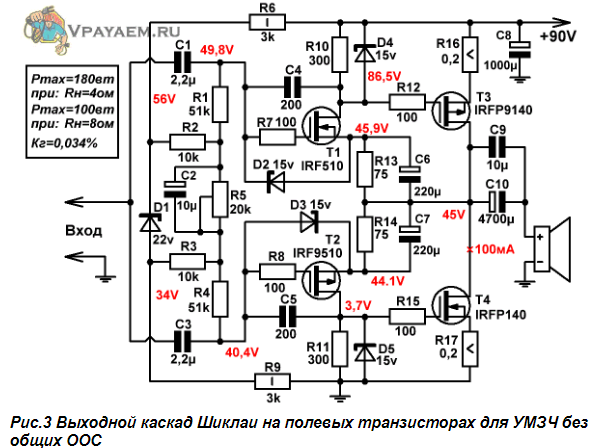 VPAYAEM.RU
Pmax=180вт
при: Rн=4ом
Pmax=100вт
при: Rн=8ом
Кг=0,034%
R6
3k
C1
2,2µ
49,8V
56V
R1
51k
R2
10k
C2
10µ
R5
20k
D1
22v
Вход
R3
10k
34V
R4
51k
C3
2,2µ
40,4V
R9
3k
C4
200
R7 100
D2 15v
T1
IRF510
45,9V
R10
300
D4
15v
86,5V
R12
100
R16
0,2
T3
IRFP9140
C8
1000µ
+90V
R13
75
C6
220µ
C9
10µ
C10
4700µ
45V
≭100мА
D3 15v
T2
IRF9510
R8
100
R14
75
C7
220µ
44.1V
C5
200
3,7V
R11
300
D5
15v
R15
100
T4
IRFP140
R17
0,2
Рис.3 Выходной каскад Шиклаи на полевых транзисторах для УМЗЧ без
общих ООС